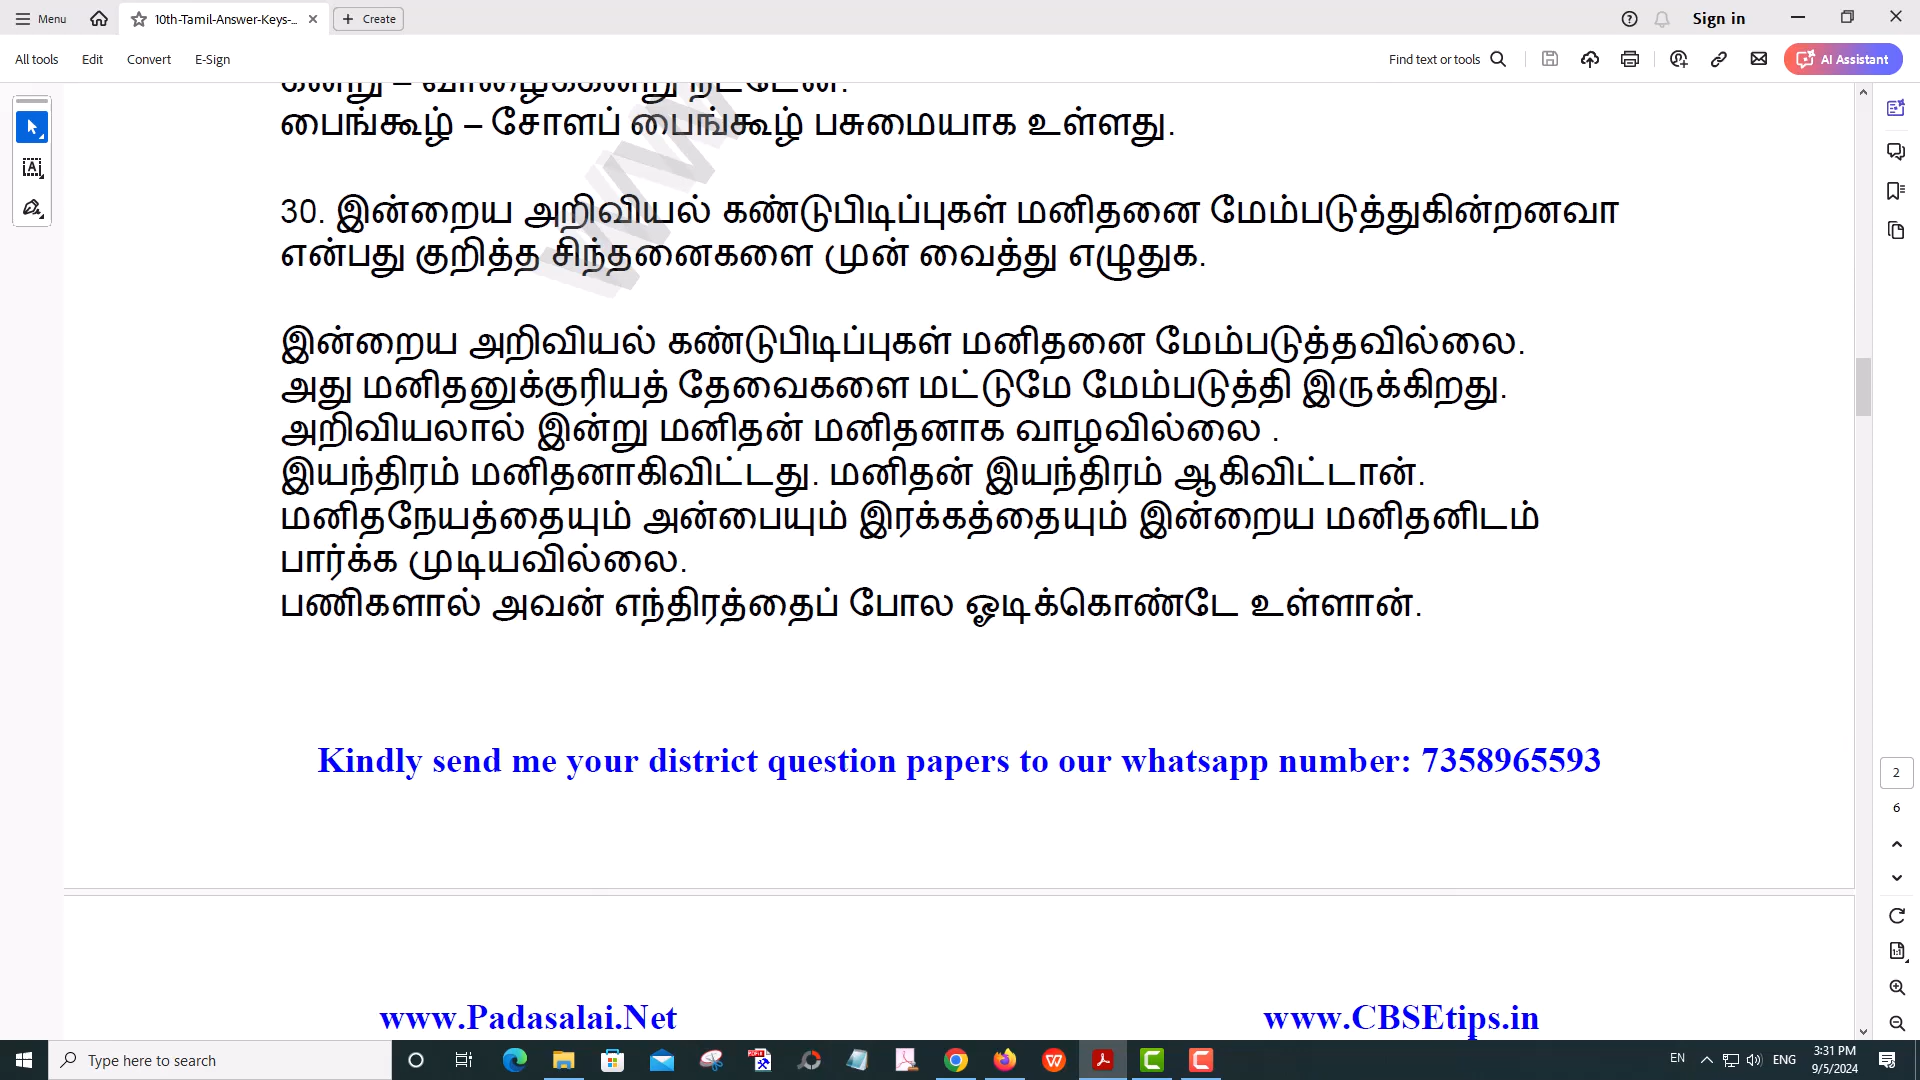 Menu
10th-Tamil-Answer-Keys-...
Create
Sign in
All tools
Edit
Convert
E-Sign
Find text or tools
AI Assistant
கன்று – வாழைக்கன்று நட்டேன்.
பைங்கூழ் – சோளப் பைங்கூழ் பசுமையாக உள்ளது.
30. இன்றைய அறிவியல் கண்டுபிடிப்புகள் மனிதனை மேம்படுத்துகின்றனவா
என்பது குறித்த சிந்தனைகளை முன் வைத்து எழுதுக.
இன்றைய அறிவியல் கண்டுபிடிப்புகள் மனிதனை மேம்படுத்தவில்லை.
அது மனிதனுக்குரியத் தேவைகளை மட்டுமே மேம்படுத்தி இருக்கிறது.
அறிவியலால் இன்று மனிதன் மனிதனாக வாழவில்லை .
இயந்திரம் மனிதனாகிவிட்டது. மனிதன் இயந்திரம் ஆகிவிட்டான்.
மனிதநேயத்தையும் அன்பையும் இரக்கத்தையும் இன்றைய மனிதனிடம்
பார்க்க முடியவில்லை.
பணிகளால் அவன் எந்திரத்தைப் போல ஓடிக்கொண்டே உள்ளான்.
Kindly send me your district question papers to our whatsapp number: 7358965593
2
6
www.Padasalai.Net
www.CBSEtips.in
Type here to search
EN
ENG
3:31 PM
9/5/2024